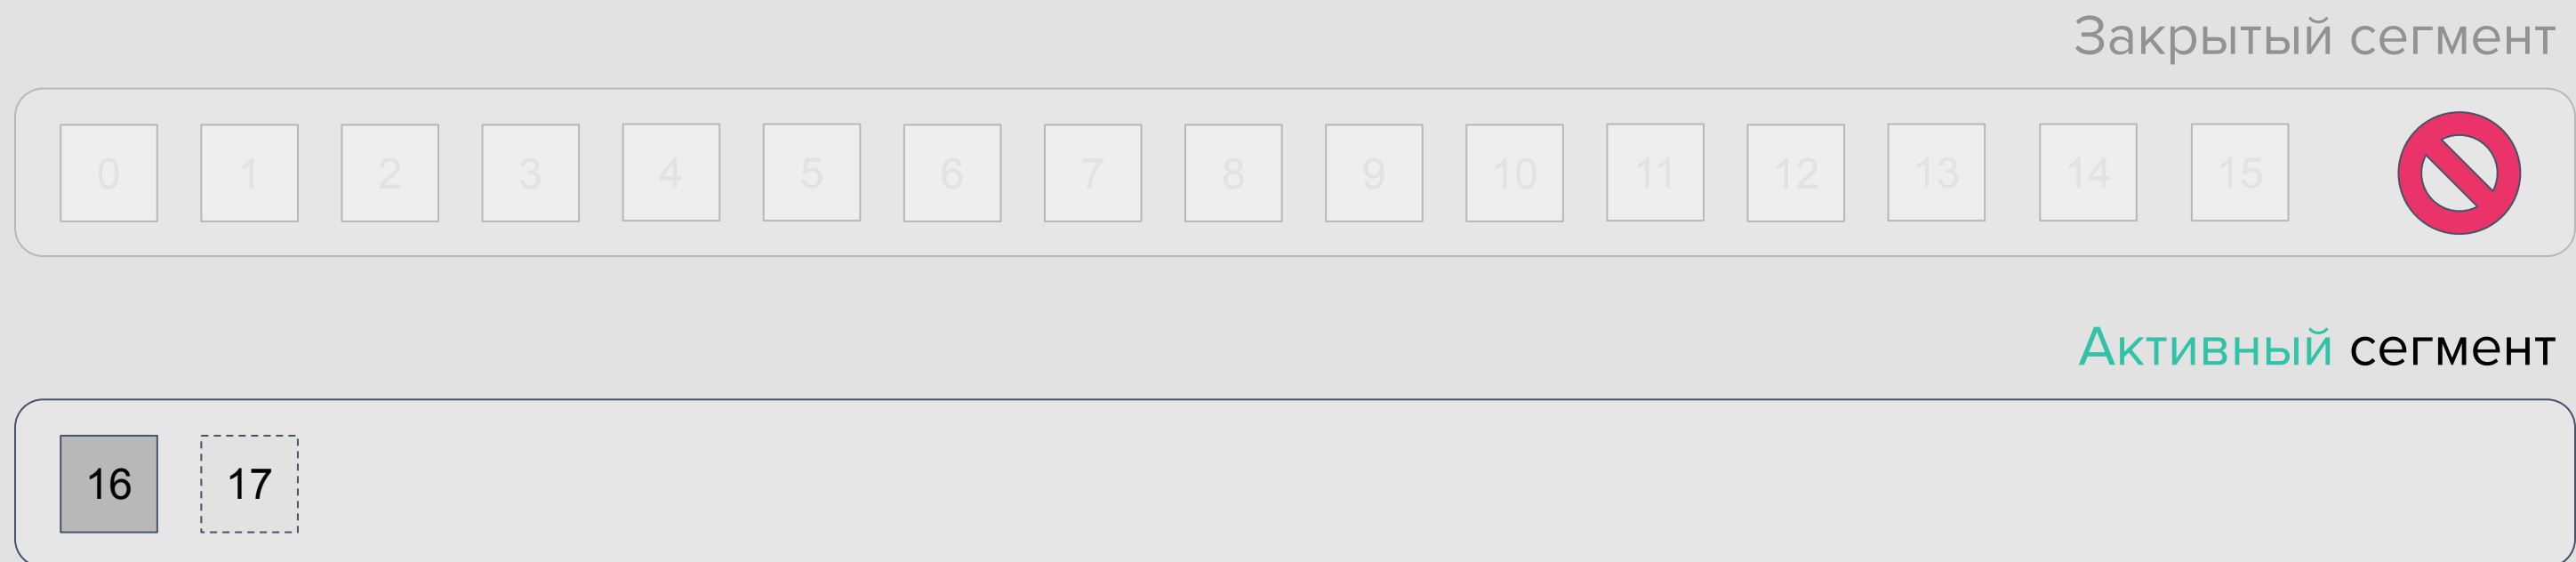 Закрытый сегмент
0 1 2 3 4 5 6 7 8 9 10 11 12 13 14 15
Активный сегмент
16 17